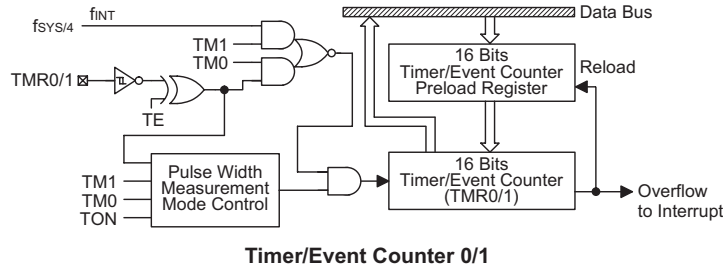 fINT
fSYS/4
TM1
TM0
TMR0/1
TE
TM1
TM0
TON
Pulse Width
Measurement
Mode Control
Data Bus
16 Bits
Timer/Event Counter
Preload Register
Reload
16 Bits
Timer/Event Counter
(TMR0/1)
Overflow
to Interrupt
Timer/Event Counter 0/1